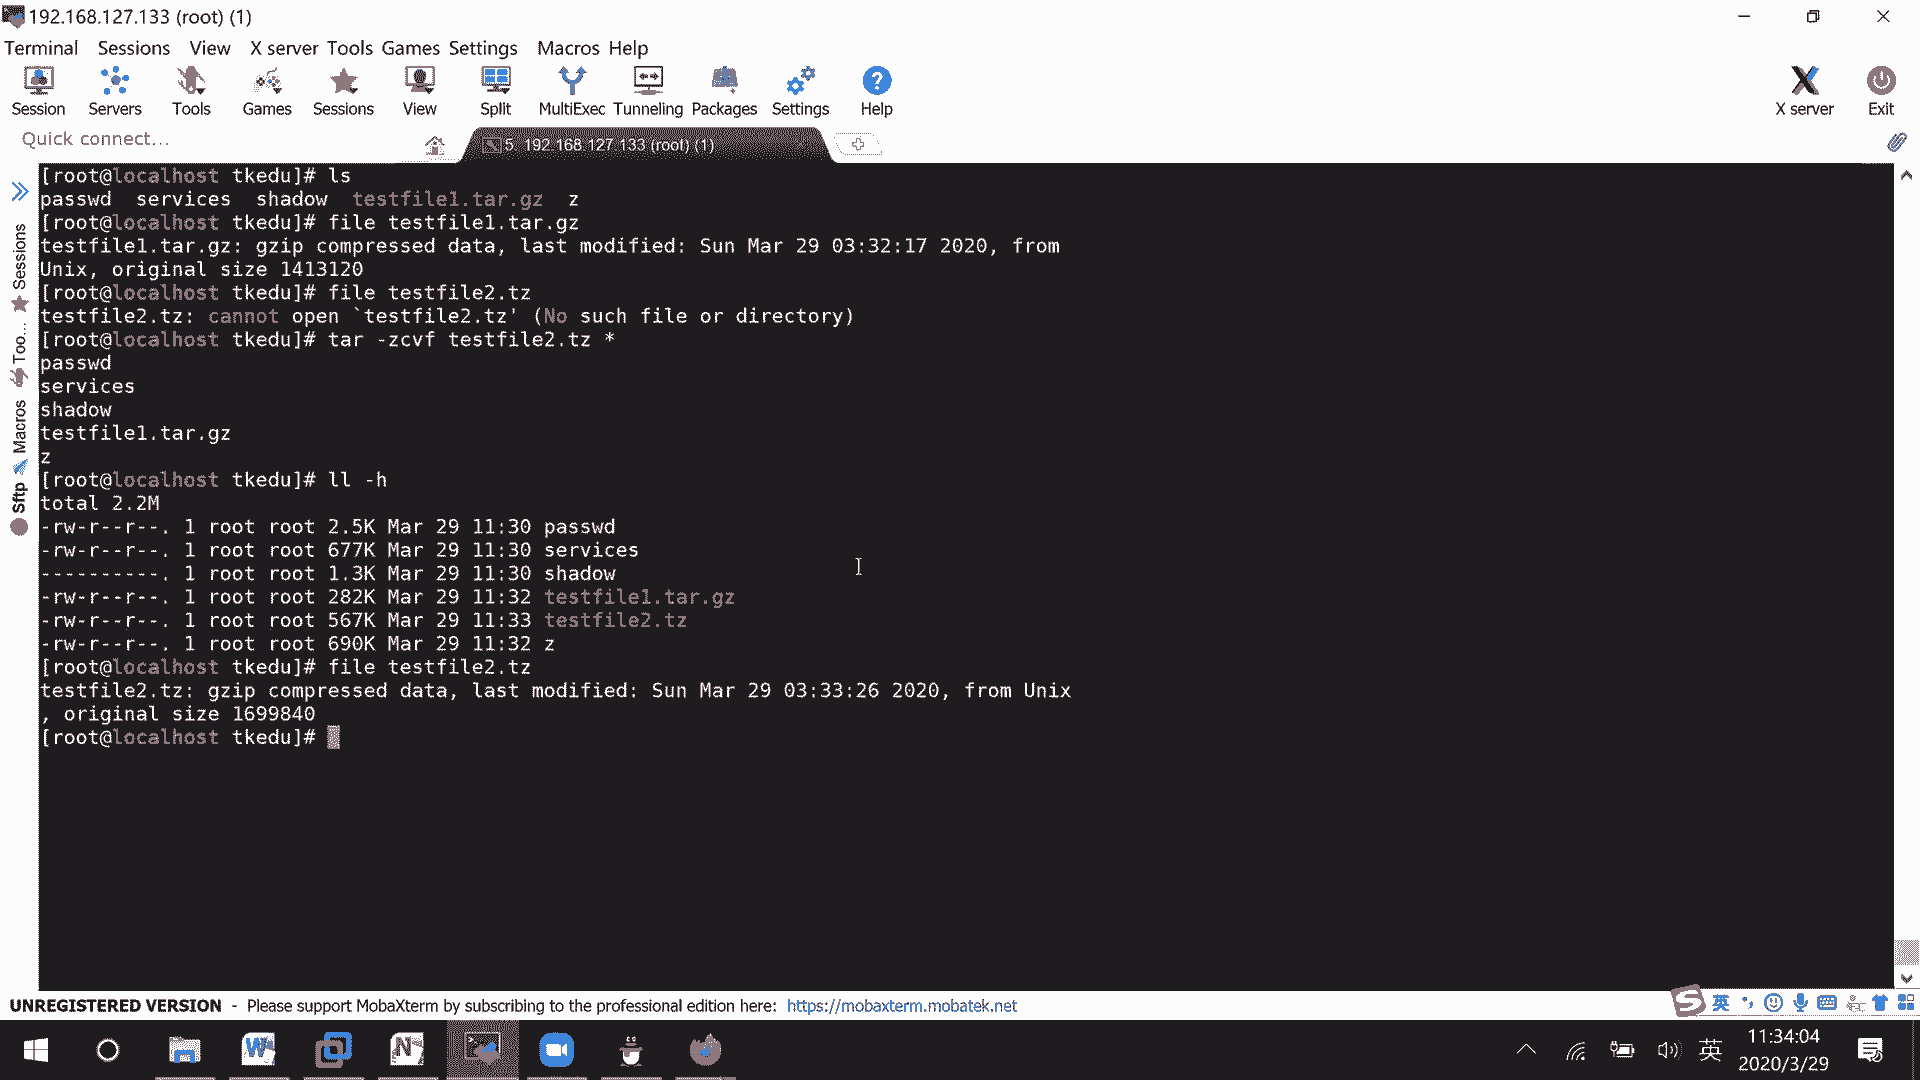 192.168.127.133 (root) (1)
Terminal Sessions View X server Tools Games Settings Macros Help
Session Servers Tools Games Sessions View Split MultiExec Tunneling Packages Settings Help X server Exit
Quick connect...
5. 192.168.127.133 (root) (1)
Sessions
Too...
Macros
Sftp
[root@localhost tkedu]# ls
passwd  services  shadow  testfile1.tar.gz  z
[root@localhost tkedu]# file testfile1.tar.gz
testfile1.tar.gz: gzip compressed data, last modified: Sun Mar 29 03:32:17 2020, from
Unix, original size 1413120
[root@localhost tkedu]# file testfile2.tz
testfile2.tz: cannot open `testfile2.tz' (No such file or directory)
[root@localhost tkedu]# tar -zcvf testfile2.tz *
passwd
services
shadow
testfile1.tar.gz
z
[root@localhost tkedu]# ll -h
total 2.2M
-rw-r--r--. 1 root root 2.5K Mar 29 11:30 passwd
-rw-r--r--. 1 root root 677K Mar 29 11:30 services
----------. 1 root root 1.3K Mar 29 11:30 shadow
-rw-r--r--. 1 root root 282K Mar 29 11:32 testfile1.tar.gz
-rw-r--r--. 1 root root 567K Mar 29 11:33 testfile2.tz
-rw-r--r--. 1 root root 690K Mar 29 11:32 z
[root@localhost tkedu]# file testfile2.tz
testfile2.tz: gzip compressed data, last modified: Sun Mar 29 03:33:26 2020, from Unix
, original size 1699840
[root@localhost tkedu]#
UNREGISTERED VERSION - Please support MobaXterm by subscribing to the professional edition here: https://mobaxterm.mobatek.net
英
英
11:34:04
2020/3/29